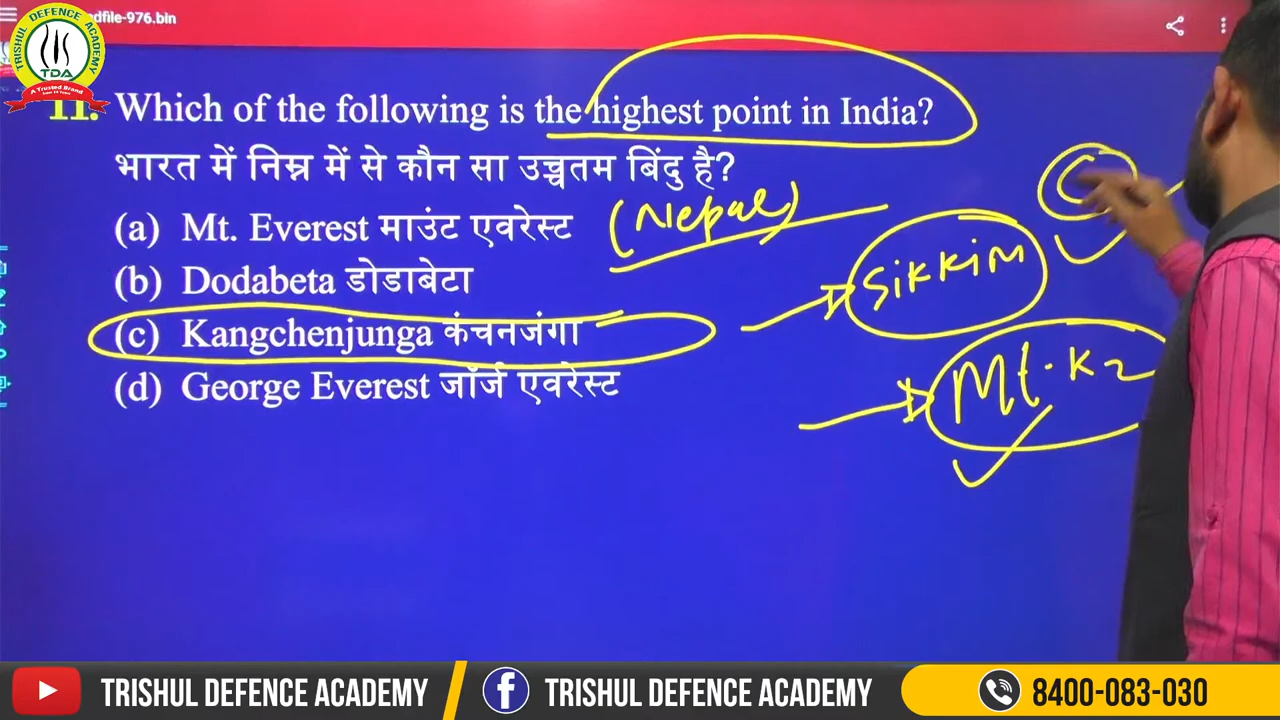 dfile-976.bin
TRISHUL DEFENCE ACADEMY
TDA
A Trusted Brand
11. Which of the following is the highest point in India?
भारत में निम्न में से कौन सा उच्चतम बिंदु है?
(a) Mt. Everest माउंट एवरेस्ट (Nepal)
(b) Dodabeta डोडाबेटा
Sikkim
(c) Kangchenjunga कंचनजंगा
(d) George Everest जॉर्ज एवरेस्ट
Mt. K2
C
TRISHUL DEFENCE ACADEMY
TRISHUL DEFENCE ACADEMY
8400-083-030